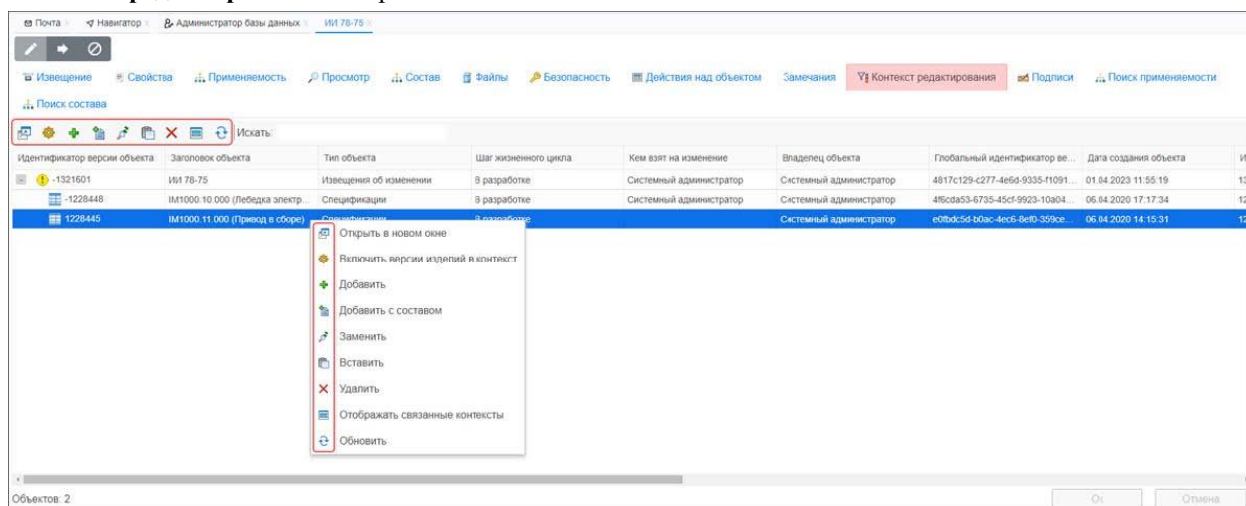 Почта Навигатор Администратор базы данных ИИ 78-75
Извещение Свойства Применяемость Просмотр Состав Файлы Безопасность Действия над объектом Замечания Контекст редактирования Подписи Поиск применяемости
Поиск состава
Искать:
Идентификатор версии объекта Заголовок объекта Тип объекта Шаг жизненного цикла Кем взят на изменение Владелец объекта Глобальный идентификатор ве... Дата создания объекта И
-1321601 ИИ 78-75 Извещения об изменении В разработке Системный администратор Системный администратор 4817c129-c277-4e6d-9335-f1091... 01.04.2023 11:55:19 13
-1228448 IM1000.10.000 (Лебедка электр... Спецификации В разработке Системный администратор Системный администратор 4f6cda53-6735-45cf-9923-10a04... 06.04.2020 17:17:34 12
1228445 IM1000.11.000 (Привод в сборе) Спецификации В разработке Системный администратор e0fbdc5d-b0ac-4ec6-8ef0-359ce... 06.04.2020 14:15:31 12
Открыть в новом окне
Включить версии изделий в контекст
Добавить
Добавить с составом
Заменить
Вставить
Удалить
Отображать связанные контексты
Обновить
Объектов: 2 Отмена